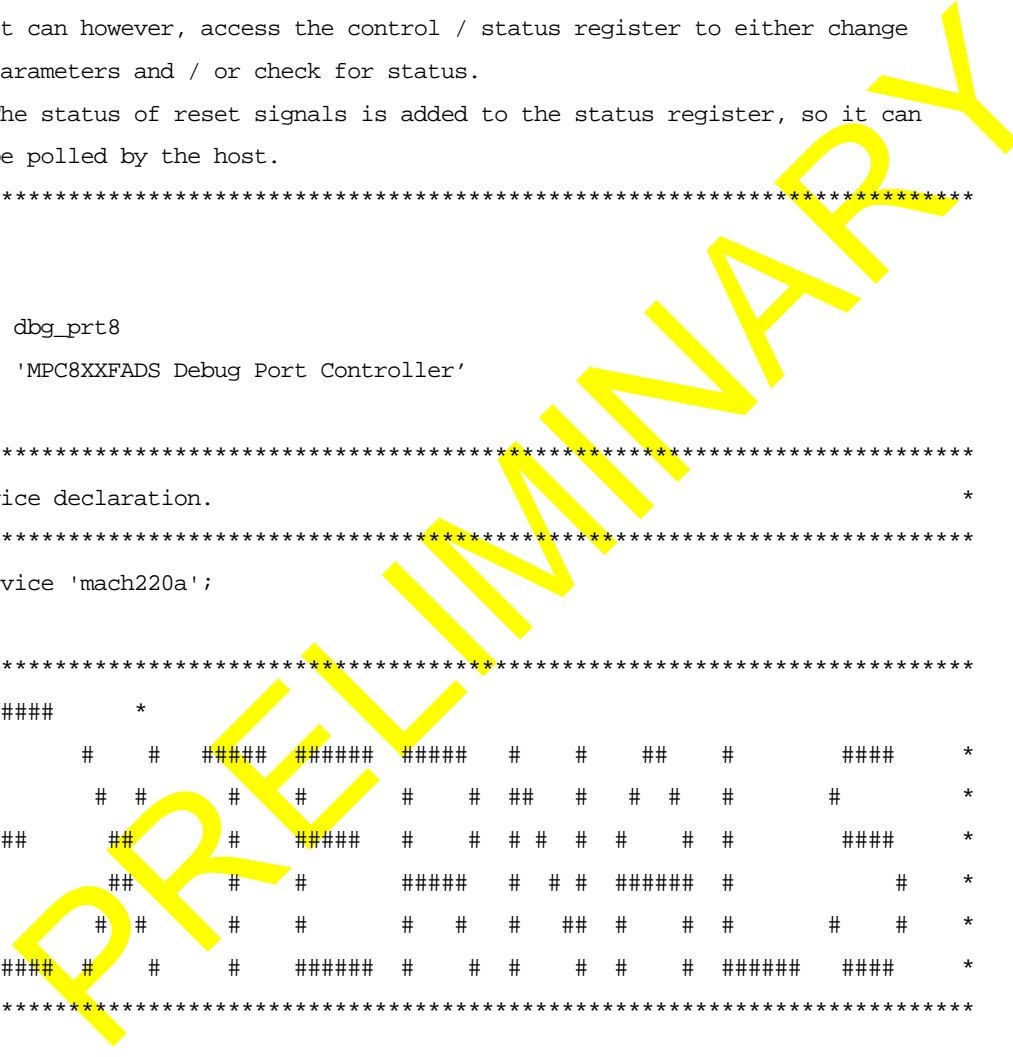 t can however, access the control / status register to either change
arameters and / or check for status.
he status of reset signals is added to the status register, so it can
e polled by the host.
*************************************************************************
dbg_prt8
'MPC8XXFADS Debug Port Controller’
*************************************************************************
ice declaration. *
*************************************************************************
vice 'mach220a';
*************************************************************************
#### *
# # ##### ###### ##### # # ## # #### *
# # # # # # ## # # # # # *
## ## # ##### # # # # # # # # #### *
## # # ##### # # # ###### # # *
# # # # # # # ## # # # # # *
#### # # # ###### # # # # # # ###### #### *
*************************************************************************
PRELIMINARY